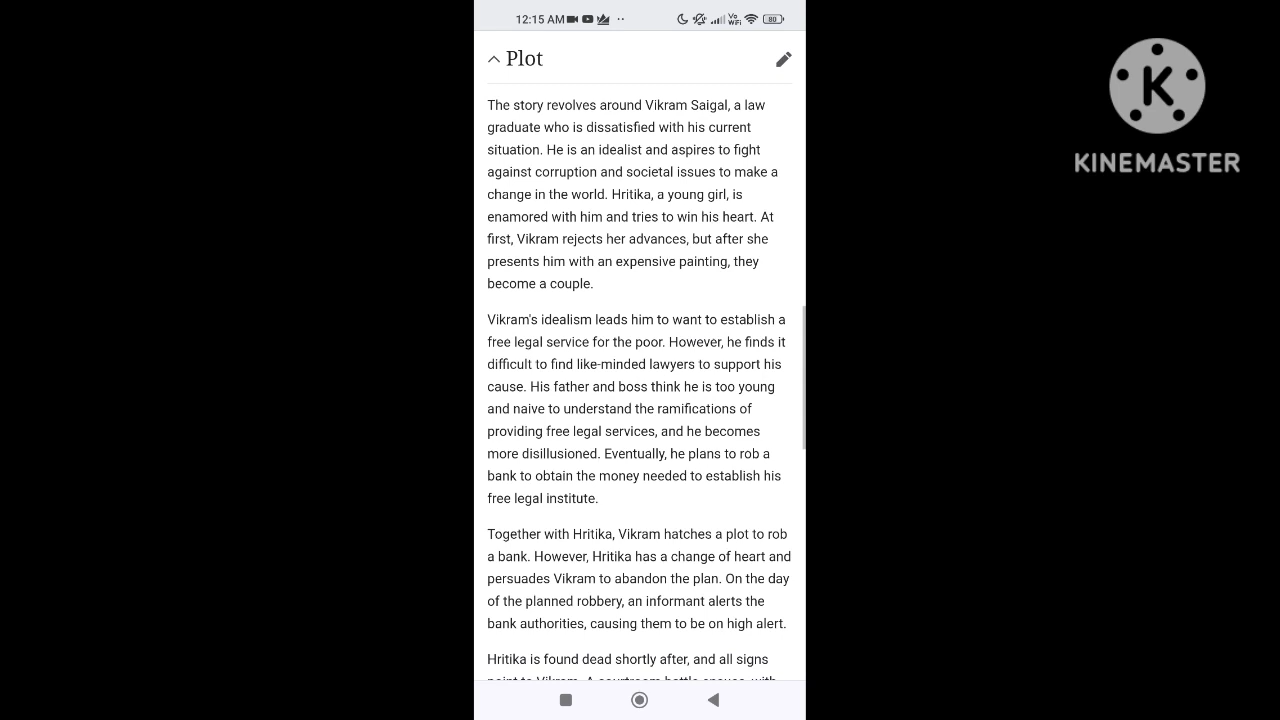 12:15 AM
Vo
WiFi
80
Plot
The story revolves around Vikram Saigal, a law
graduate who is dissatisfied with his current
situation. He is an idealist and aspires to fight
against corruption and societal issues to make a
change in the world. Hritika, a young girl, is
enamored with him and tries to win his heart. At
first, Vikram rejects her advances, but after she
presents him with an expensive painting, they
become a couple.
Vikram's idealism leads him to want to establish a
free legal service for the poor. However, he finds it
difficult to find like-minded lawyers to support his
cause. His father and boss think he is too young
and naive to understand the ramifications of
providing free legal services, and he becomes
more disillusioned. Eventually, he plans to rob a
bank to obtain the money needed to establish his
free legal institute.
Together with Hritika, Vikram hatches a plot to rob
a bank. However, Hritika has a change of heart and
persuades Vikram to abandon the plan. On the day
of the planned robbery, an informant alerts the
bank authorities, causing them to be on high alert.
Hritika is found dead shortly after, and all signs
K
KINEMASTER